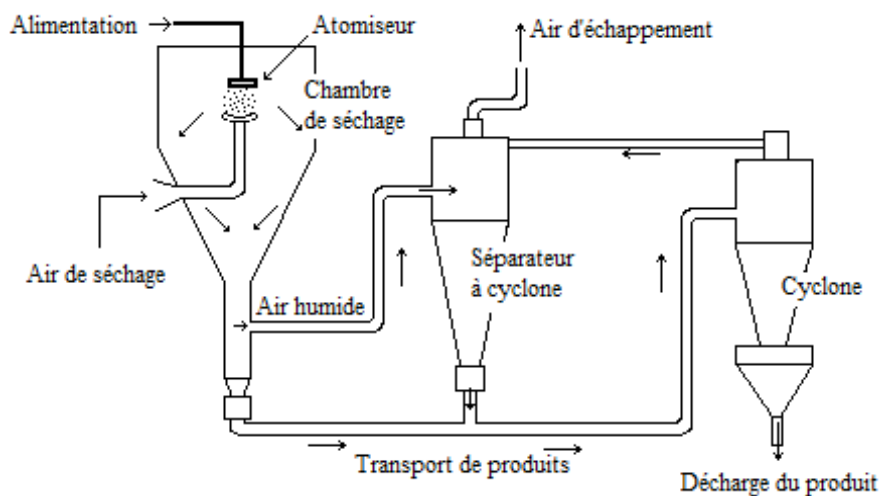 Alimentation
Atomiseur
Air d'échappement
Chambre
de séchage
Air de séchage
Air humide
Séparateur
à cyclone
Cyclone
Transport de produits
Décharge du produit